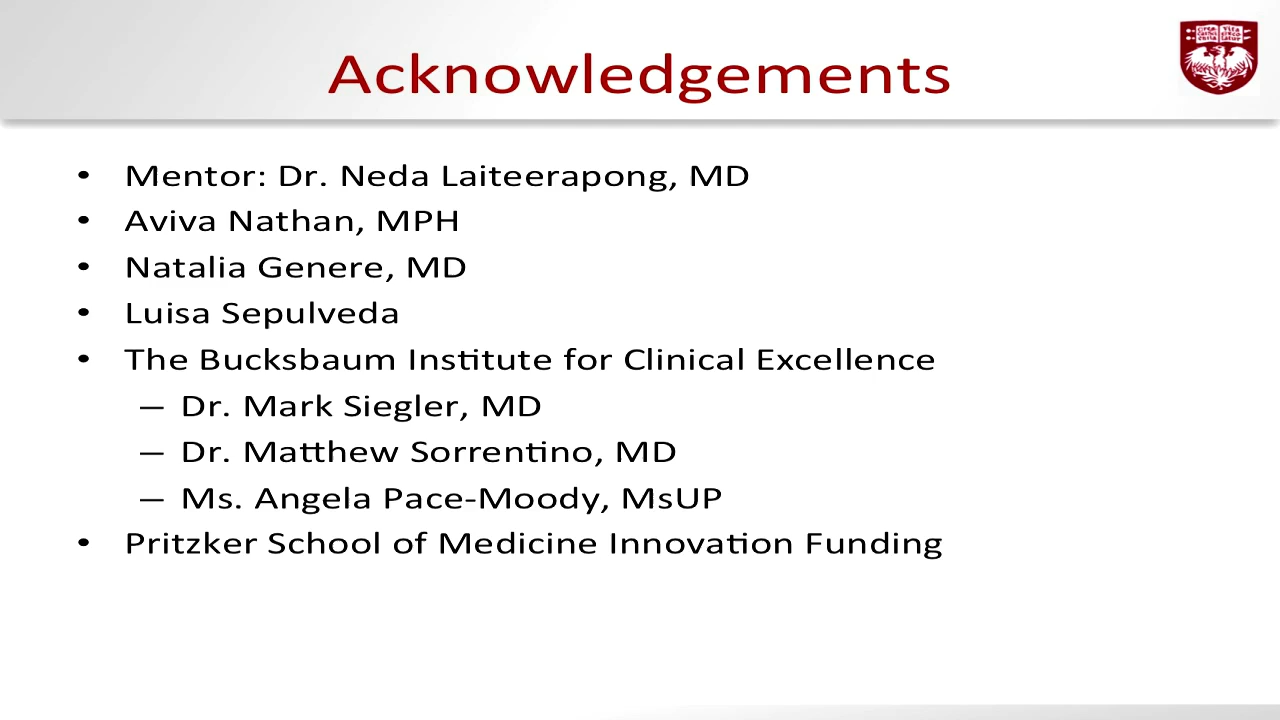 Acknowledgements
• Mentor: Dr. Neda Laiteerapong, MD
• Aviva Nathan, MPH
• Natalia Genere, MD
• Luisa Sepulveda
• The Bucksbaum Institute for Clinical Excellence
– Dr. Mark Siegler, MD
– Dr. Matthew Sorrentino, MD
– Ms. Angela Pace-Moody, MsUP
• Pritzker School of Medicine Innovation Funding